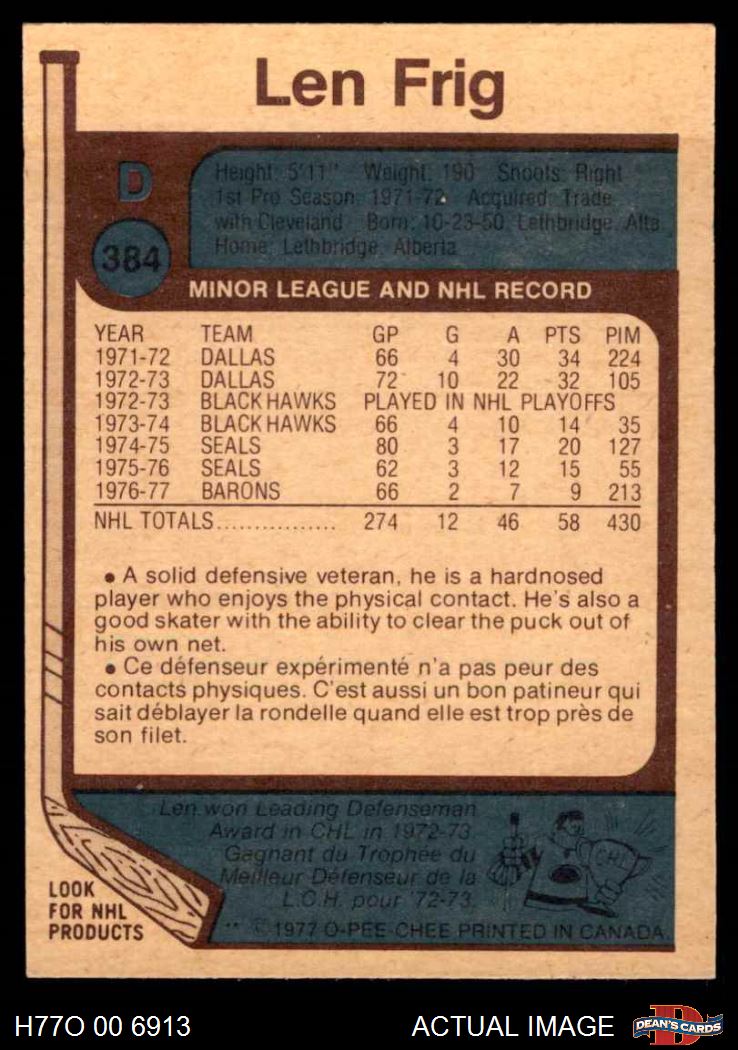 Len Frig
D
384
Height: 5'11" Weight: 190 Shoots: Right
1st Pro Season: 1971-72 Acquired: Trade
with Cleveland Born: 10-23-50, Lethbridge, Alta
Home: Lethbridge, Alberta
MINOR LEAGUE AND NHL RECORD
YEAR TEAM GP G A PTS PIM
1971-72 DALLAS 66 4 30 34 224
1972-73 DALLAS 72 10 22 32 105
1972-73 BLACK HAWKS PLAYED IN NHL PLAYOFFS
1973-74 BLACK HAWKS 66 4 10 14 35
1974-75 SEALS 80 3 17 20 127
1975-76 SEALS 62 3 12 15 55
1976-77 BARONS 66 2 7 9 213
NHL TOTALS................ 274 12 46 58 430
• A solid defensive veteran, he is a hardnosed
player who enjoys the physical contact. He's also a
good skater with the ability to clear the puck out of
his own net.
• Ce défenseur expérimenté n'a pas peur des
contacts physiques. C'est aussi un bon patineur qui
sait déblayer la rondelle quand elle est trop près de
son filet.
Len won Leading Defenseman
Award in CHL in 1972-73.
Gagnant du Trophée du
Meilleur Défenseur de la
L.C.H. pour '72-73.
CHL
LOOK
FOR NHL
PRODUCTS
** ©1977 O-PEE-CHEE PRINTED IN CANADA
H77O 00 6913
ACTUAL IMAGE
D
DEAN'S CARDS